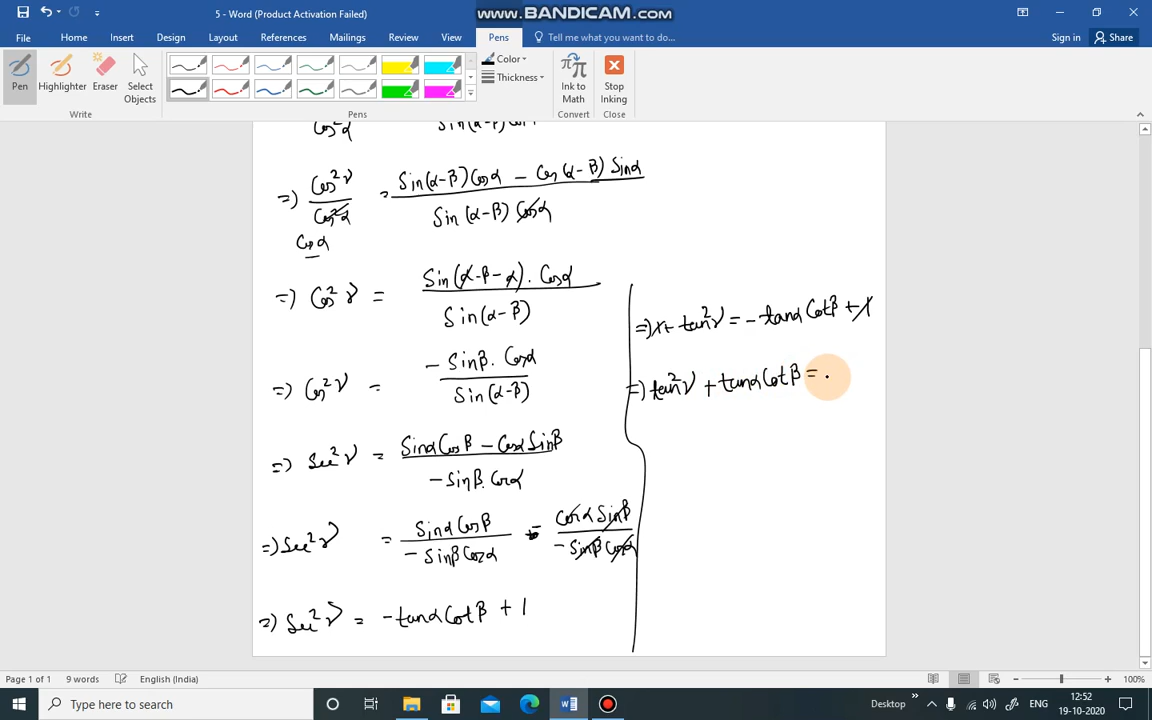 5 - Word (Product Activation Failed)
www.BANDICAM.com
File Home Insert Design Layout References Mailings Review View Pens Tell me what you want to do... Sign in Share
Pen Highlighter Eraser Select Objects Color Thickness Ink to Math Stop Inking
Write Pens Convert Close
Cos²α Sin(α-β)
=) Cos²γ / Cos²α = Sin(α-β) Cosα - Cos(α-β) Sinα / Sin(α-β) Cosα
Cosα
=) Cos²γ = Sin(α-β-α). Cosα / Sin(α-β)
=) Cos²γ = -Sinβ. Cosα / Sin(α-β)
=) Sec²γ = Sinα Cosβ - Cosα Sinβ / -Sinβ. Cosα
=) Sec²γ = Sinα Cosβ / -Sinβ Cosα - Cosα Sinβ / -Sinβ Cosα
=) Sec²γ = -tanα Cotβ + 1
=) 1 + tan²γ = -tanα Cotβ + 1
=) tan²γ + tanα Cotβ =
Page 1 of 1 9 words English (India) 100%
Type here to search Desktop ENG 12:52 19-10-2020